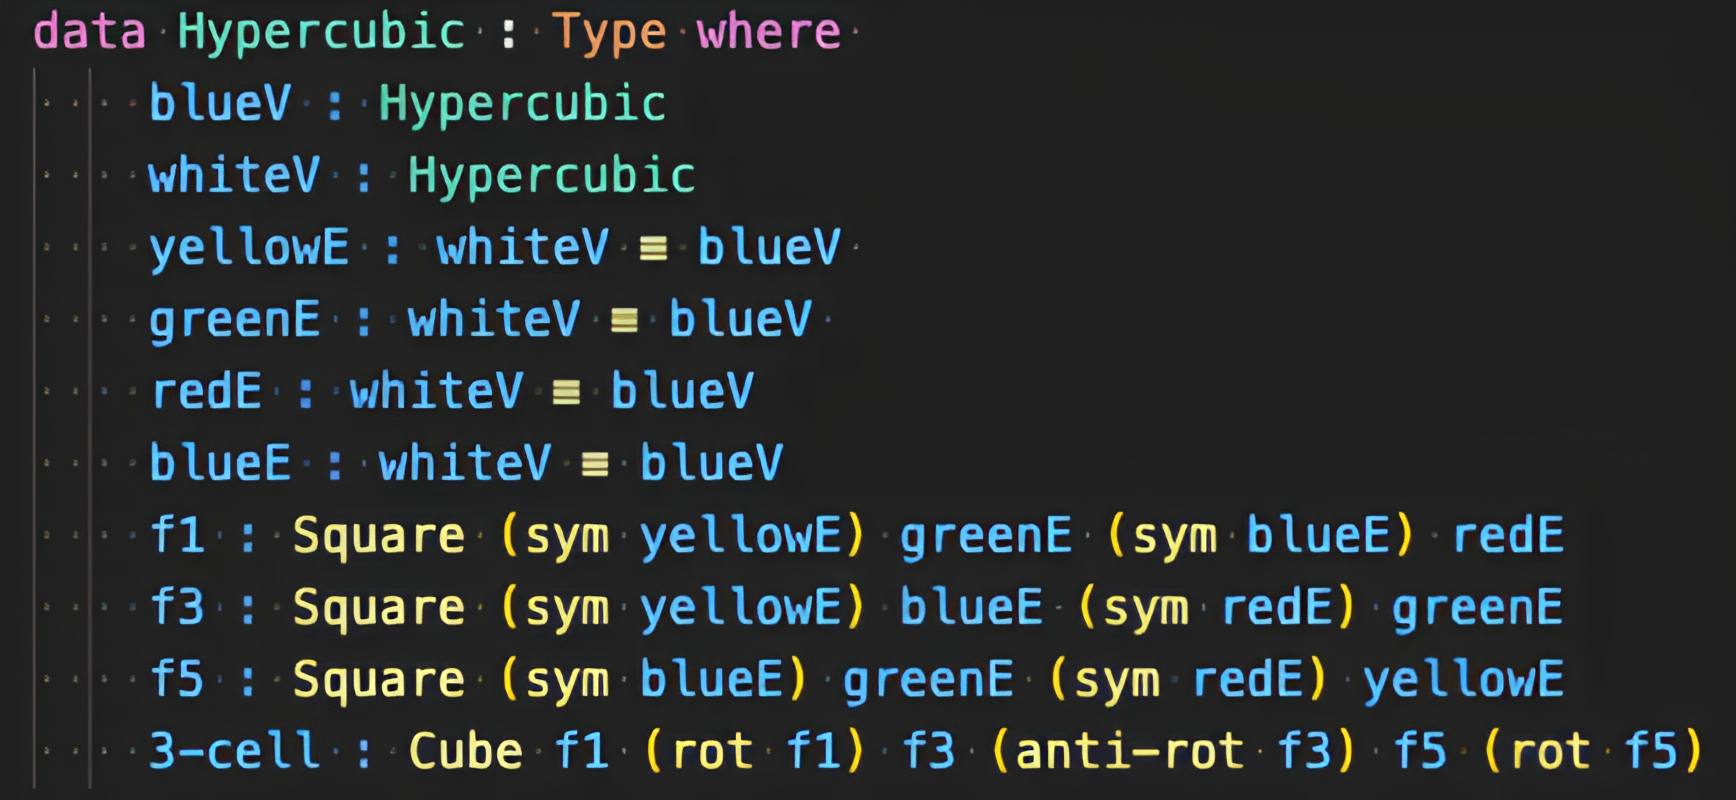 data Hypercubic : Type where
blueV : Hypercubic
whiteV : Hypercubic
yellowE : whiteV ≡ blueV
greenE : whiteV ≡ blueV
redE : whiteV ≡ blueV
blueE : whiteV ≡ blueV
f1 : Square (sym yellowE) greenE (sym blueE) redE
f3 : Square (sym yellowE) blueE (sym redE) greenE
f5 : Square (sym blueE) greenE (sym redE) yellowE
3-cell : Cube f1 (rot f1) f3 (anti-rot f3) f5 (rot f5)